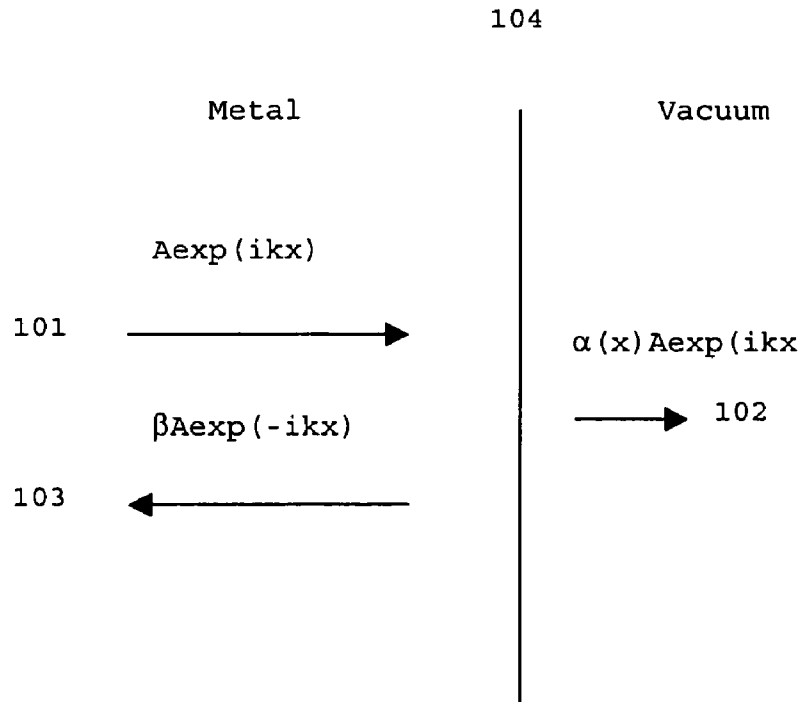 104
Metal
Vacuum
Aexp(ikx)
101
α(x)Aexp(ikx
102
βAexp(-ikx)
103